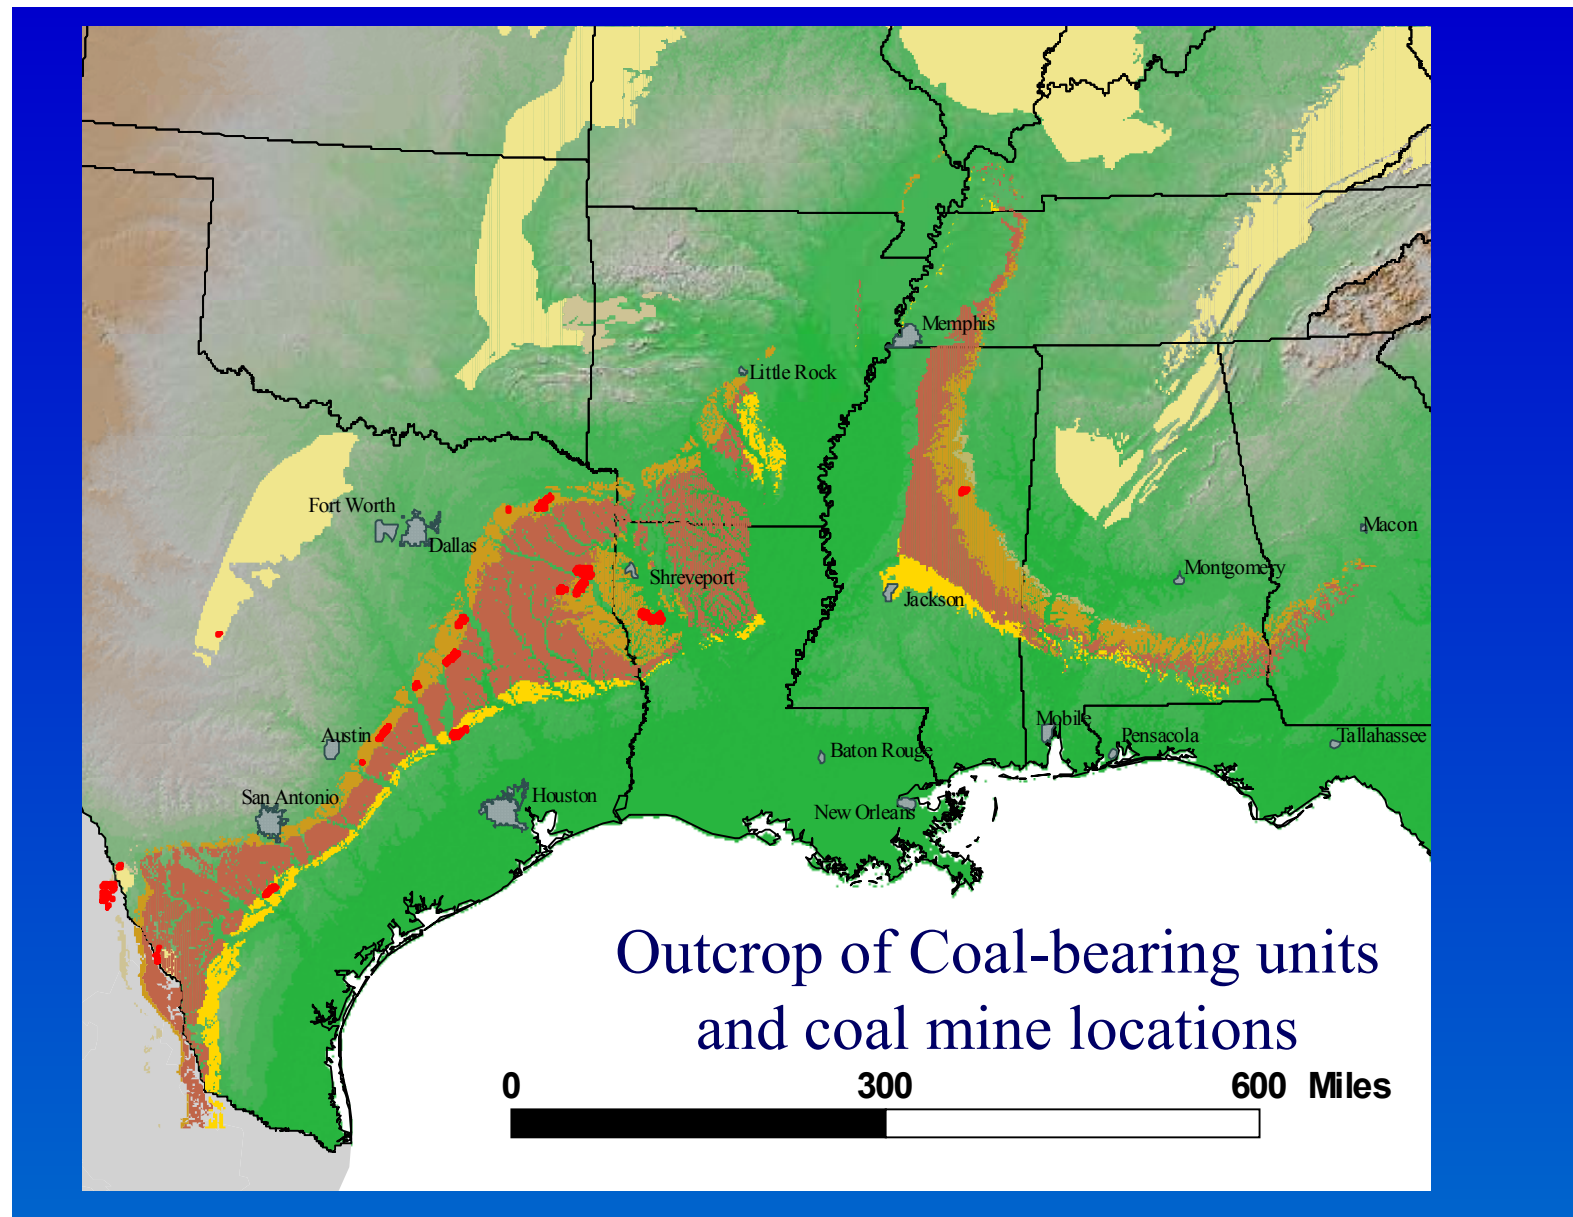 Memphis
Little Rock
Fort Worth
Dallas
Macon
Shreveport
Montgomery
Jackson
Austin
Mobile
Pensacola
Tallahassee
Baton Rouge
San Antonio
Houston
New Orleans
Outcrop of Coal-bearing units
and coal mine locations
0 300 600 Miles